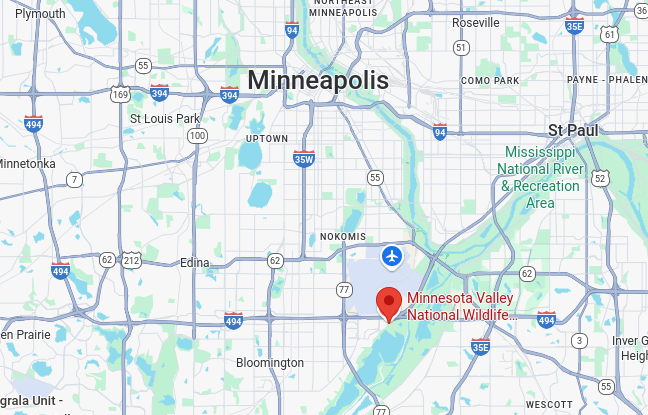 NORTHEAST
MINNEAPOLIS
Plymouth
Roseville
94
35E
36
61
51
55
COMO PARK
PAYNE - PHALEN
Minneapolis
169
394
394
494
St Louis Park
100
UPTOWN
94
St Paul
Mississippi
National River
& Recreation
Area
35W
Minnetonka
7
55
52
NOKOMIS
494
62
212
Edina
62
62
77
Minnesota Valley
National Wildlife...
494
494
en Prairie
35E
3
Inver G
Heigh
Bloomington
55
egrala Unit -
77
WESCOTT